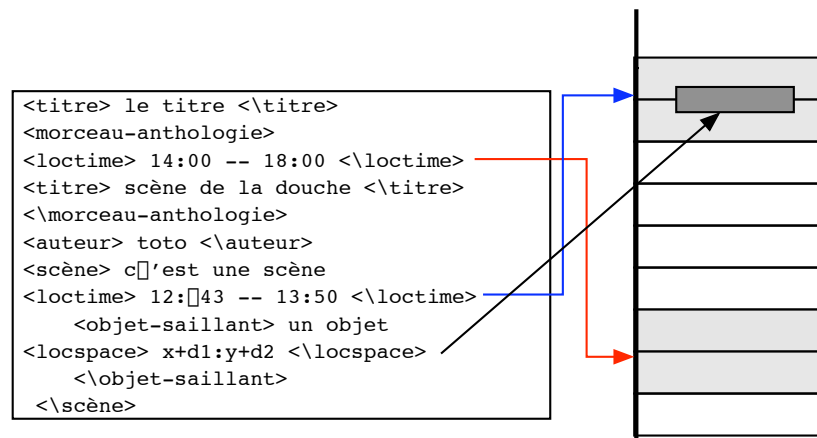 <titre> le titre <\titre>
<morceau-anthologie>
<loctime> 14:00 -- 18:00 <\loctime>
<titre> scène de la douche <\titre>
<\morceau-anthologie>
<auteur> toto <\auteur>
<scène> c▯'est une scène
<loctime> 12:▯43 -- 13:50 <\loctime>
<objet-saillant> un objet
<locspace> x+d1:y+d2 <\locspace>
<\objet-saillant>
<\scène>